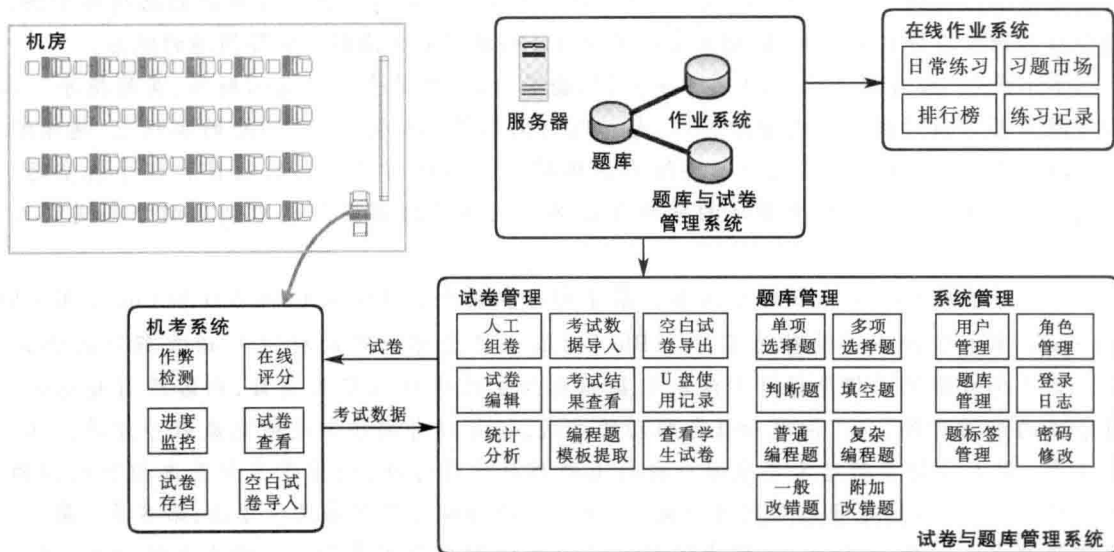 机房
服务器
题库
作业系统
题库与试卷
管理系统
在线作业系统
日常练习
习题市场
排行榜
练习记录
机考系统
作弊
检测
在线
评分
进度
监控
试卷
查看
试卷
存档
空白试
卷导入
试卷
考试数据
试卷管理
人工
组卷
考试数
据导入
空白试
卷导出
试卷
编辑
考试结
果查看
U 盘使
用记录
统计
分析
编程题
模板提取
查看学
生试卷
题库管理
单项
选择题
多项
选择题
判断题
填空题
普通
编程题
复杂
编程题
一般
改错题
附加
改错题
系统管理
用户
管理
角色
管理
题库
管理
登录
日志
题标签
管理
密码
修改
试卷与题库管理系统